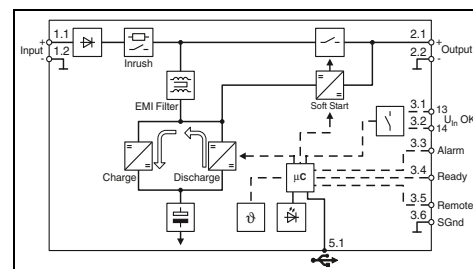 1.1
2.1
+
+
Input
Output
1.2
2.2
-
-
Inrush
EMI Filter
Soft Start
3.1
13
U In OK
3.2
14
3.3
Alarm
Charge
Discharge
µC
3.4
Ready
3.5
Remote
ϑ
3.6
SGnd
5.1